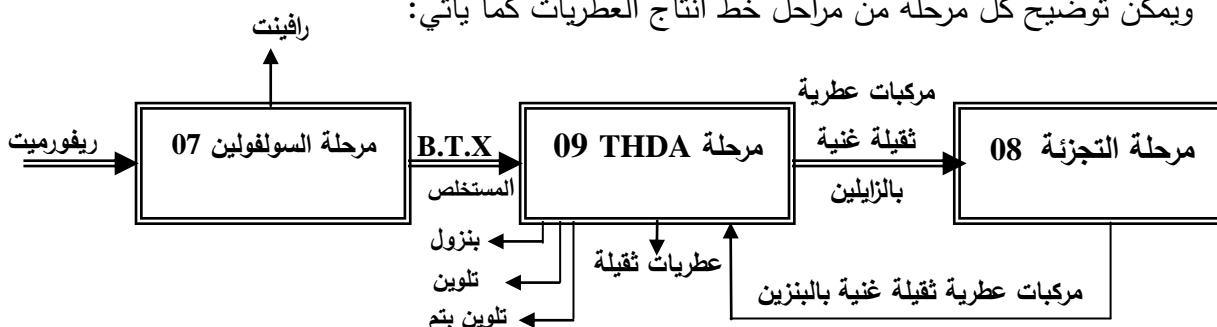 ويمكن توضيح كل مرحلة من مراحل خط انتاج العطريات كما يأتي:
رافينت
ريفورميت
مرحلة السولفولين 07
B.T.X
المستخلص
مرحلة THDA 09
مركبات عطرية
ثقيلة غنية
بالزايلين
مرحلة التجزئة 08
بنزول
تلوين
تلوين يتم
عطريات ثقيلة
مركبات عطرية ثقيلة غنية بالبنزين